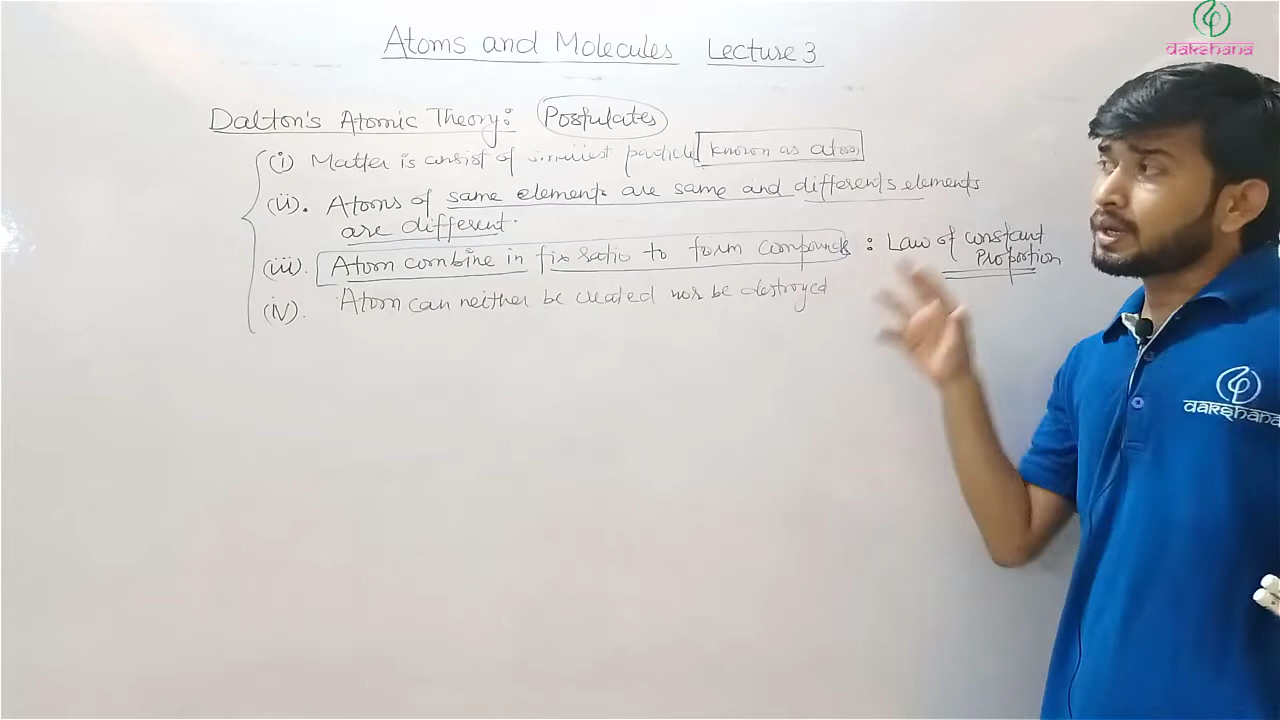 Atoms and Molecules Lecture 3
dakshana
Dalton's Atomic Theory: Postulates
(i) Matter is consist of particle known as atom
(ii). Atoms of same elements are same and differents elements
are different.
(iii). Atom combine in fix ratio to form compounds : Law of constant
Proportion
(iv). Atom can neither be created nor be destroyed
dakshana